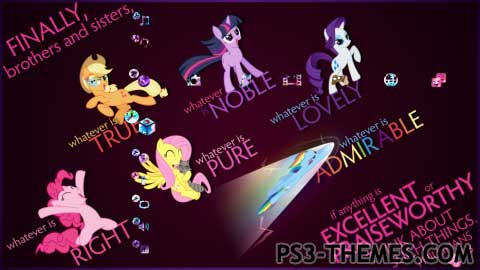 FINALLY,
brothers and sisters,
whatever is
TRUE
whatever
is NOBLE
whatever is
LOVELY
whatever is
PURE
whatever is
ADMIRABLE
whatever is
RIGHT
if anything is
EXCELLENT or
ABOUT
PS3-THEMES.COM